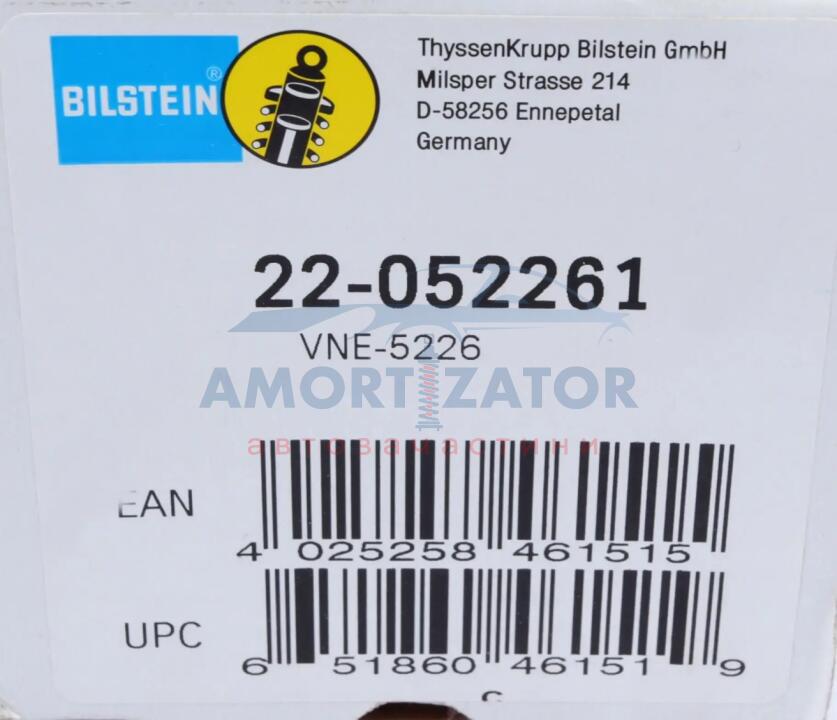 BILSTEIN®
ThyssenKrupp Bilstein GmbH
Milsper Strasse 214
D-58256 Ennepetal
Germany
22-052261
VNE-5226
AMORTIZATOR
автозапчастини
EAN
4 025258 461515
UPC
6 51860 46151 9
c